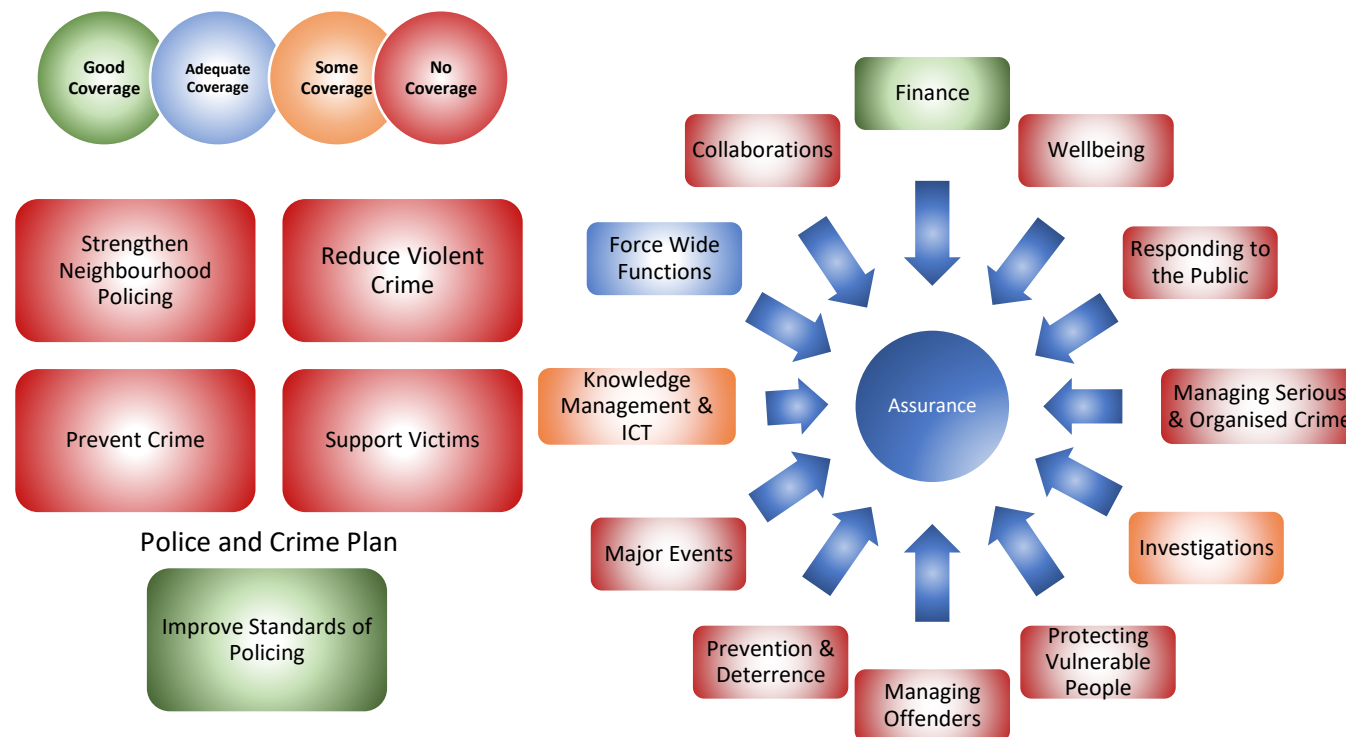 Good
Coverage
Adequate
Coverage
Some
Coverage
No
Coverage
Strengthen
Neighbourhood
Policing
Reduce Violent
Crime
Prevent Crime
Support Victims
Police and Crime Plan
Improve Standards of
Policing
Finance
Wellbeing
Responding to
the Public
Managing Serious
& Organised Crime
Investigations
Protecting
Vulnerable
People
Managing
Offenders
Prevention &
Deterrence
Major Events
Knowledge
Management &
ICT
Force Wide
Functions
Collaborations
Assurance